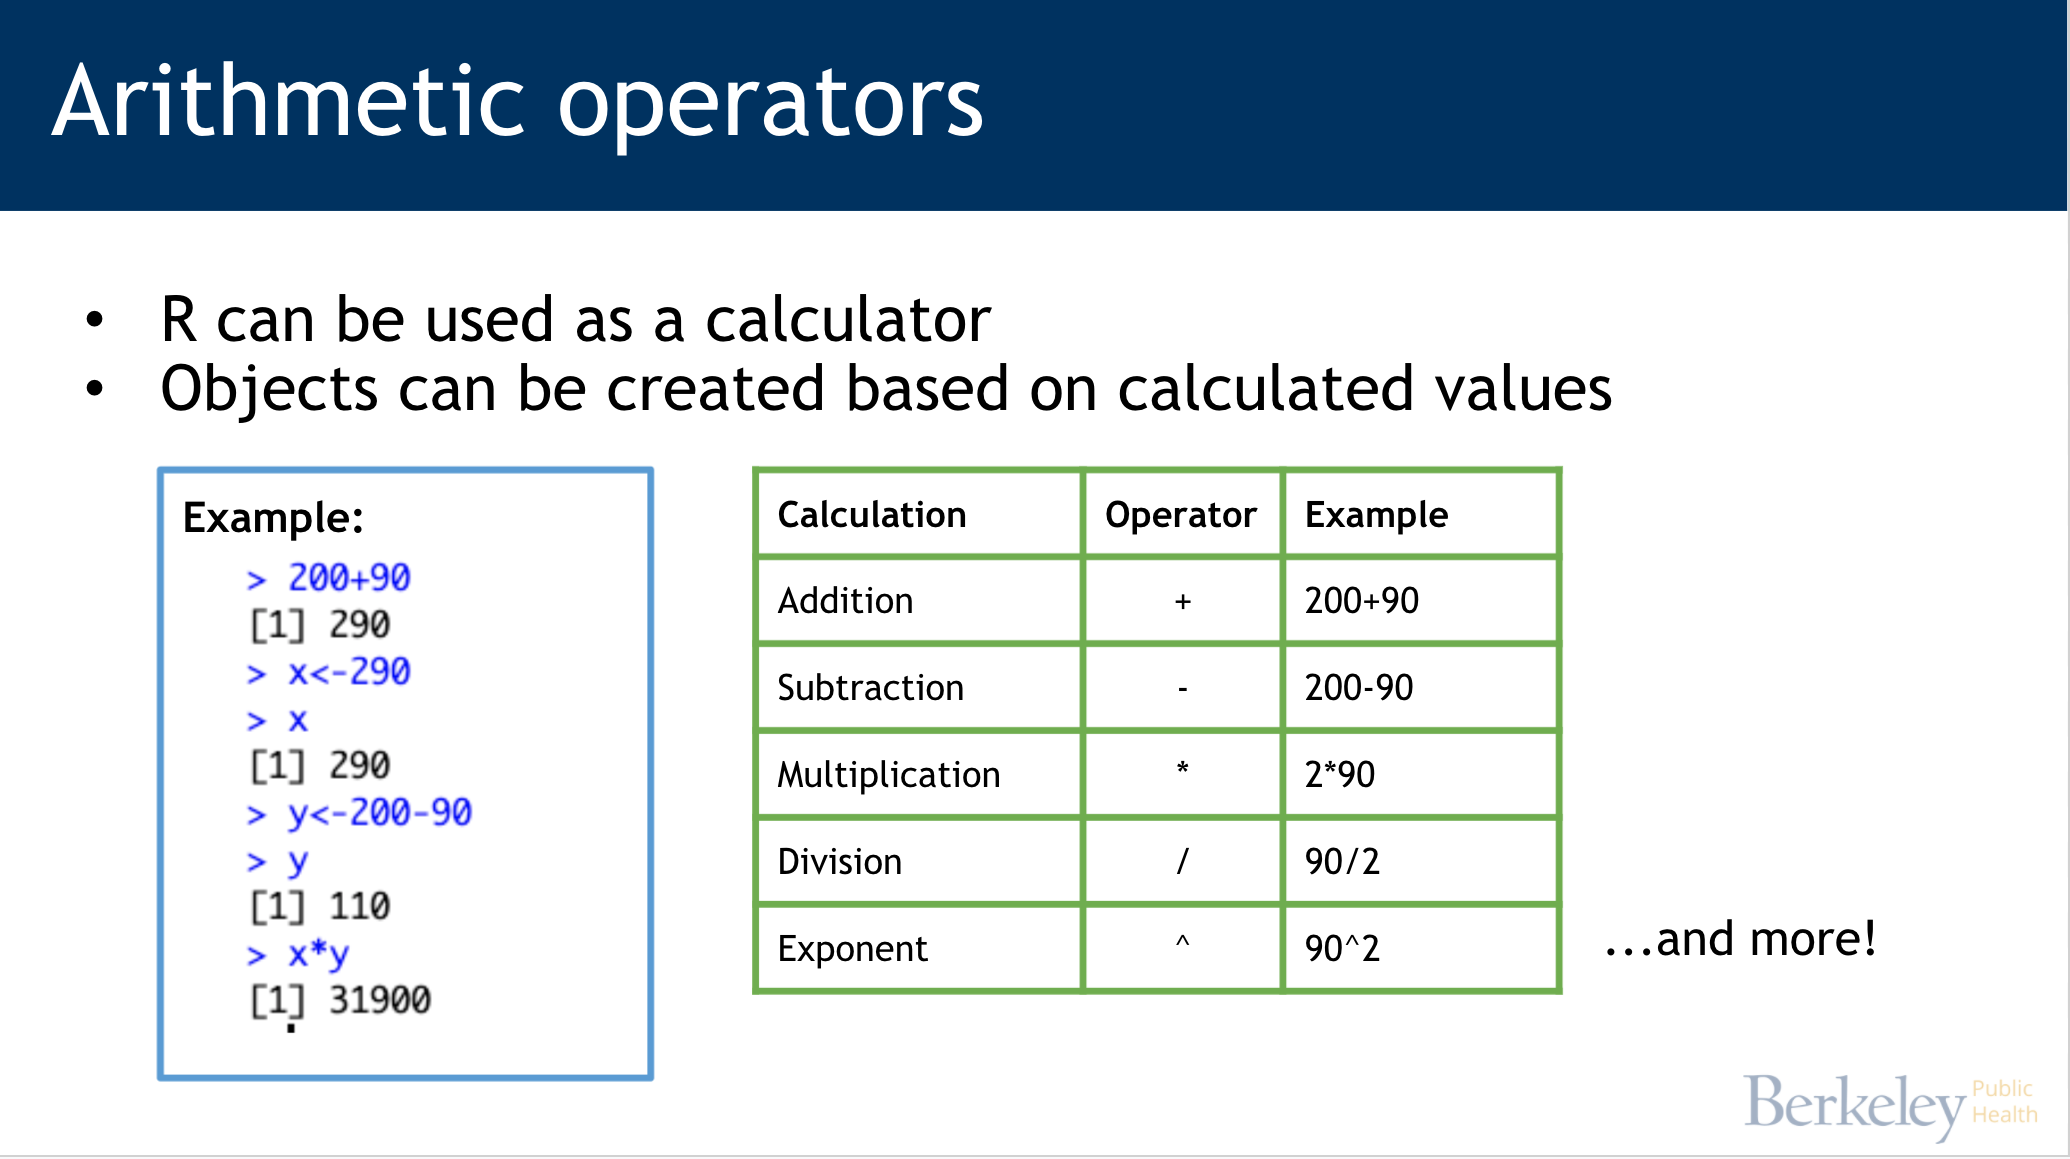 Arithmetic operators
• R can be used as a calculator
• Objects can be created based on calculated values
Example:
> 200+90
[1] 290
> x<-290
> x
[1] 290
> y<-200-90
> y
[1] 110
> x*y
[1] 31900
Calculation Operator Example
Addition + 200+90
Subtraction - 200-90
Multiplication * 2*90
Division / 90/2
Exponent ^ 90^2
...and more!
Berkeley Public
Health